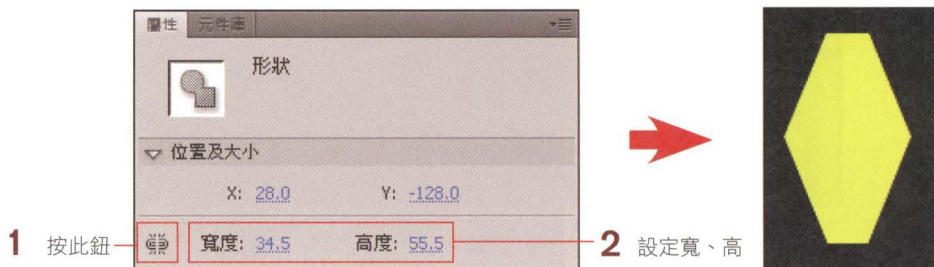 屬性 元件庫
形狀
位置及大小
X: 28.0 Y: -128.0
1 按此鈕 寬度: 34.5 高度: 55.5 2 設定寬、高